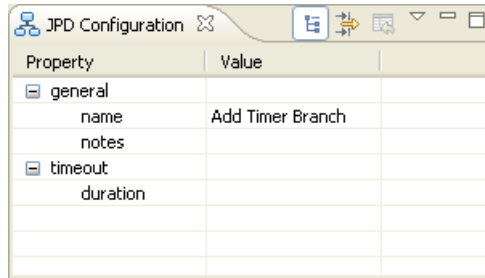 JPD Configuration
Property Value
general
name Add Timer Branch
notes
timeout
duration